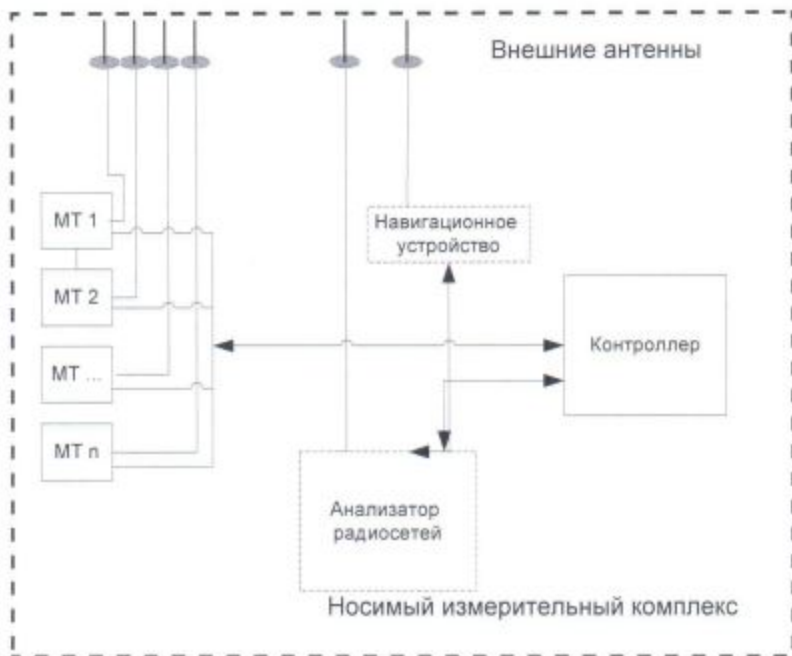 Внешние антенны
МТ 1
Навигационное
устройство
МТ 2
Контроллер
МТ ...
МТ n
Анализатор
радиосетей
Носимый измерительный комплекс